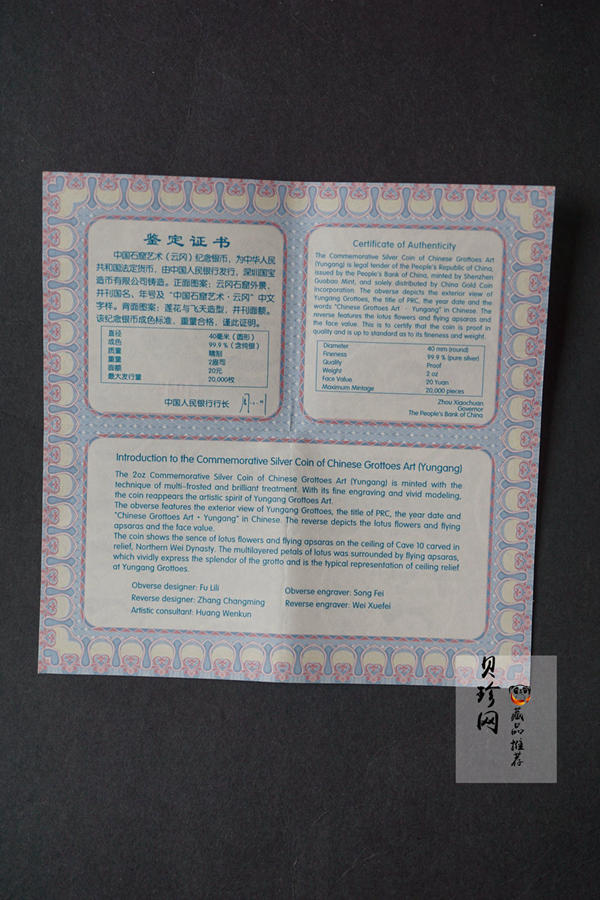 鉴定证书
中国石窟艺术（云冈）纪念银币，为中华人民
共和国法定货币，由中国人民银行发行，深圳国宝
造币有限公司铸造。正面图案：云冈石窟外景，
并刊国名、年号及“中国石窟艺术·云冈”中文
字样。背面图案：莲花与飞天造型，并刊面额。
该纪念银币成色标准，重量合格，谨此证明。
直径 40毫米（圆形）
成色 99.9％（含纯银）
质量 精制
重量 2盎司
面额 20元
最大发行量 20,000枚
中国人民银行行长
Certificate of Authenticity
The Commemorative Silver Coin of Chinese Grottoes Art
(Yungang) is legal tender of the People's Republic of China,
issued by the People's Bank of China, minted by Shenzhen
Guobao Mint, and solely distributed by China Gold Coin
Incorporation. The obverse depicts the exterior view of
Yungang Grottoes, the title of PRC, the year date and the
words "Chinese Grottoes Art · Yungang" in Chinese. The
reverse features the lotus flowers and flying apsaras and
the face value. This is to certify that the coin is proof in
quality and is up to standard as to its fineness and weight.
Diameter 40 mm (round)
Fineness 99.9 % (pure silver)
Quality Proof
Weight 2 oz
Face Value 20 Yuan
Maximum Mintage 20,000 pieces
Zhou Xiaochuan
Governor
The People's Bank of China
Introduction to the Commemorative Silver Coin of Chinese Grottoes Art (Yungang)
The 2oz Commemorative Silver Coin of Chinese Grottoes Art (Yungang) is minted with the
technique of multi-frosted and brilliant treatment. With its fine engraving and vivid modeling,
the coin reappears the artistic spirit of Yungang Grottoes Art.
The obverse features the exterior view of Yungang Grottoes, the title of PRC, the year date and
"Chinese Grottoes Art · Yungang" in Chinese. The reverse depicts the lotus flowers and flying
apsaras and the face value.
The coin shows the sence of lotus flowers and flying apsaras on the ceiling of Cave 10 carved in
relief, Northern Wei Dynasty. The multilayered petals of lotus was surrounded by flying apsaras,
which vividly express the splendor of the grotto and is the typical representation of ceiling relief
at Yungang Grottoes.
Obverse designer: Fu Lili
Reverse designer: Zhang Changming
Artistic consultant: Huang Wenkun
Obverse engraver: Song Fei
Reverse engraver: Wei Xuefei
贝珍网
藏品推荐